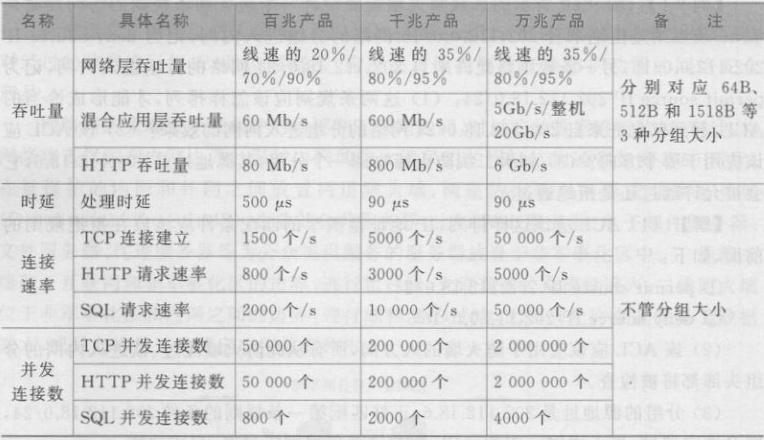 名称 具体名称 百兆产品 千兆产品 万兆产品 备 注
吞吐量 网络层吞吐量 线速的 20%/70%/90% 线速的 35%/80%/95% 线速的 35%/80%/95% 分别对应 64B、512B 和 1518B 等 3 种分组大小
混合应用层吞吐量 60 Mb/s 600 Mb/s 5Gb/s/整机 20Gb/s
HTTP 吞吐量 80 Mb/s 800 Mb/s 6 Gb/s
时延 处理时延 500 μs 90 μs 90 μs
连接速率 TCP 连接建立 1500 个/s 5000 个/s 50 000 个/s
HTTP 请求速率 800 个/s 3000 个/s 5000 个/s
SQL 请求速率 2000 个/s 10 000 个/s 50 000 个/s 不管分组大小
并发连接数 TCP 并发连接数 50 000 个 200 000 个 2 000 000 个
HTTP 并发连接数 50 000 个 200 000 个 2 000 000 个
SQL 并发连接数 800 个 2000 个 4000 个